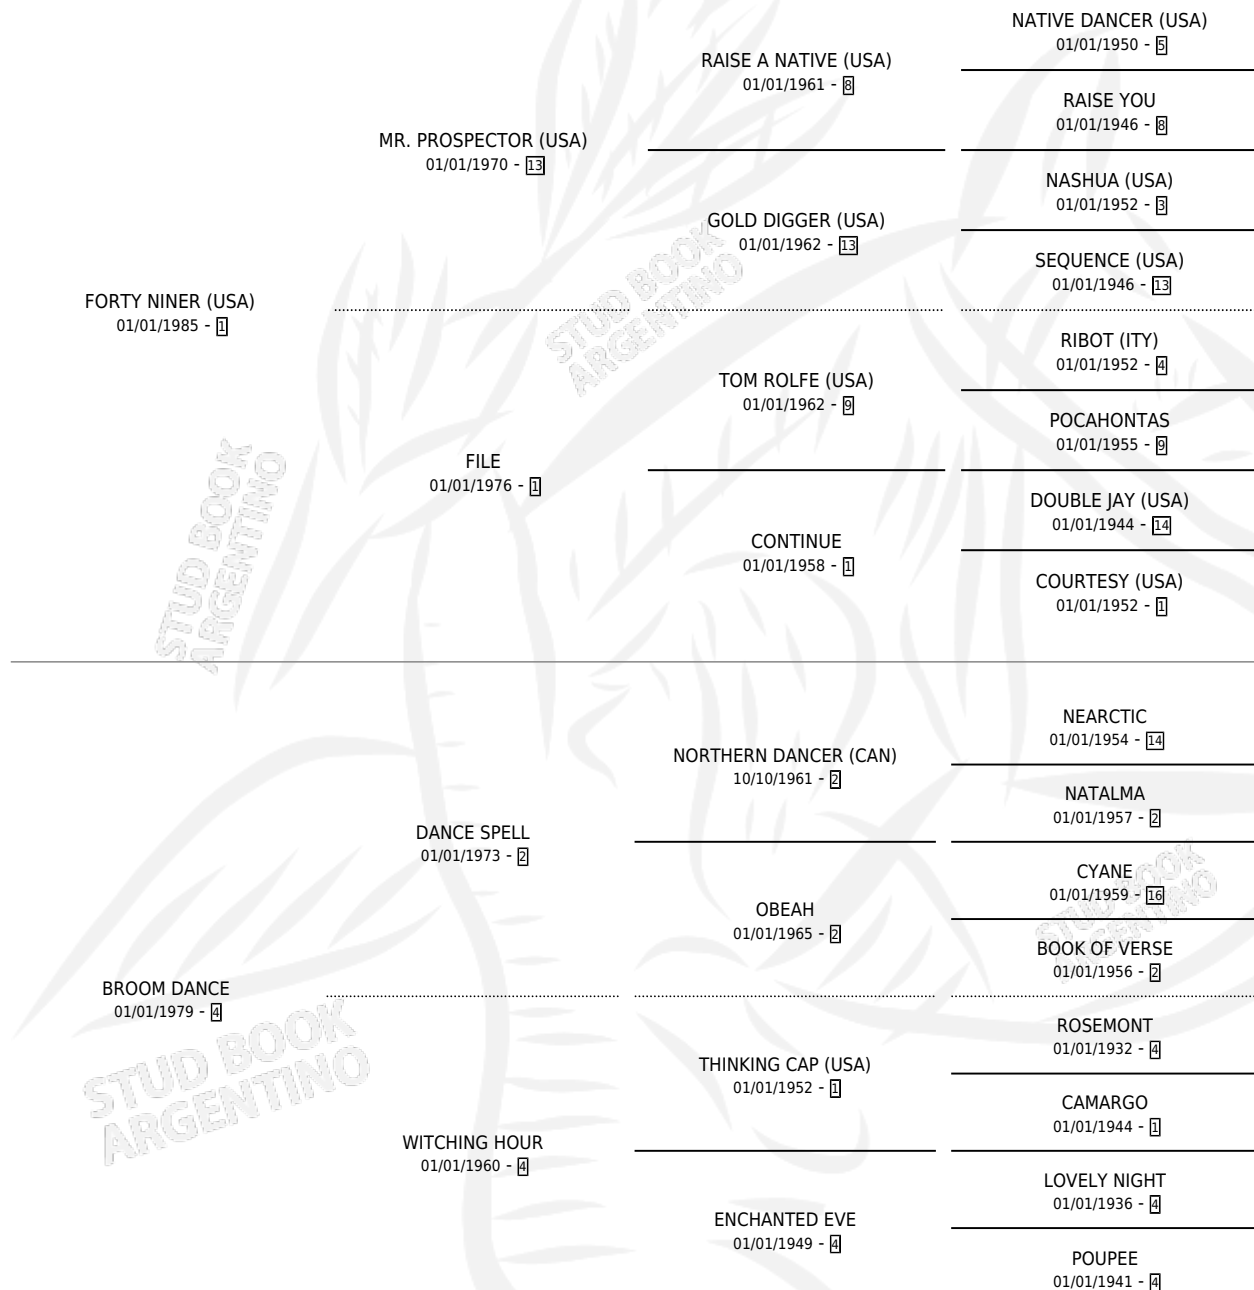 NATIVE DANCER (USA)
01/01/1950 - 5
RAISE A NATIVE (USA)
01/01/1961 - 8
RAISE YOU
01/01/1946 - 8
MR. PROSPECTOR (USA)
01/01/1970 - 13
NASHUA (USA)
01/01/1952 - 3
GOLD DIGGER (USA)
01/01/1962 - 13
SEQUENCE (USA)
01/01/1946 - 13
FORTY NINER (USA)
01/01/1985 - 1
RIBOT (ITY)
01/01/1952 - 4
TOM ROLFE (USA)
01/01/1962 - 9
POCAHONTAS
01/01/1955 - 9
FILE
01/01/1976 - 1
DOUBLE JAY (USA)
01/01/1944 - 14
CONTINUE
01/01/1958 - 1
COURTESY (USA)
01/01/1952 - 1
NEARCTIC
01/01/1954 - 14
NORTHERN DANCER (CAN)
10/10/1961 - 2
NATALMA
01/01/1957 - 2
DANCE SPELL
01/01/1973 - 2
CYANE
01/01/1959 - 16
OBEAH
01/01/1965 - 2
BOOK OF VERSE
01/01/1956 - 2
BROOM DANCE
01/01/1979 - 4
ROSEMONT
01/01/1932 - 4
THINKING CAP (USA)
01/01/1952 - 1
CAMARGO
01/01/1944 - 1
WITCHING HOUR
01/01/1960 - 4
LOVELY NIGHT
01/01/1936 - 4
ENCHANTED EVE
01/01/1949 - 4
POUPEE
01/01/1941 - 4
STUD BOOK
ARGENTINO
STUD BOOK
ARGENTINO
STUD BOOK
ARGENTINO
STUD BOOK
ARGENTINO